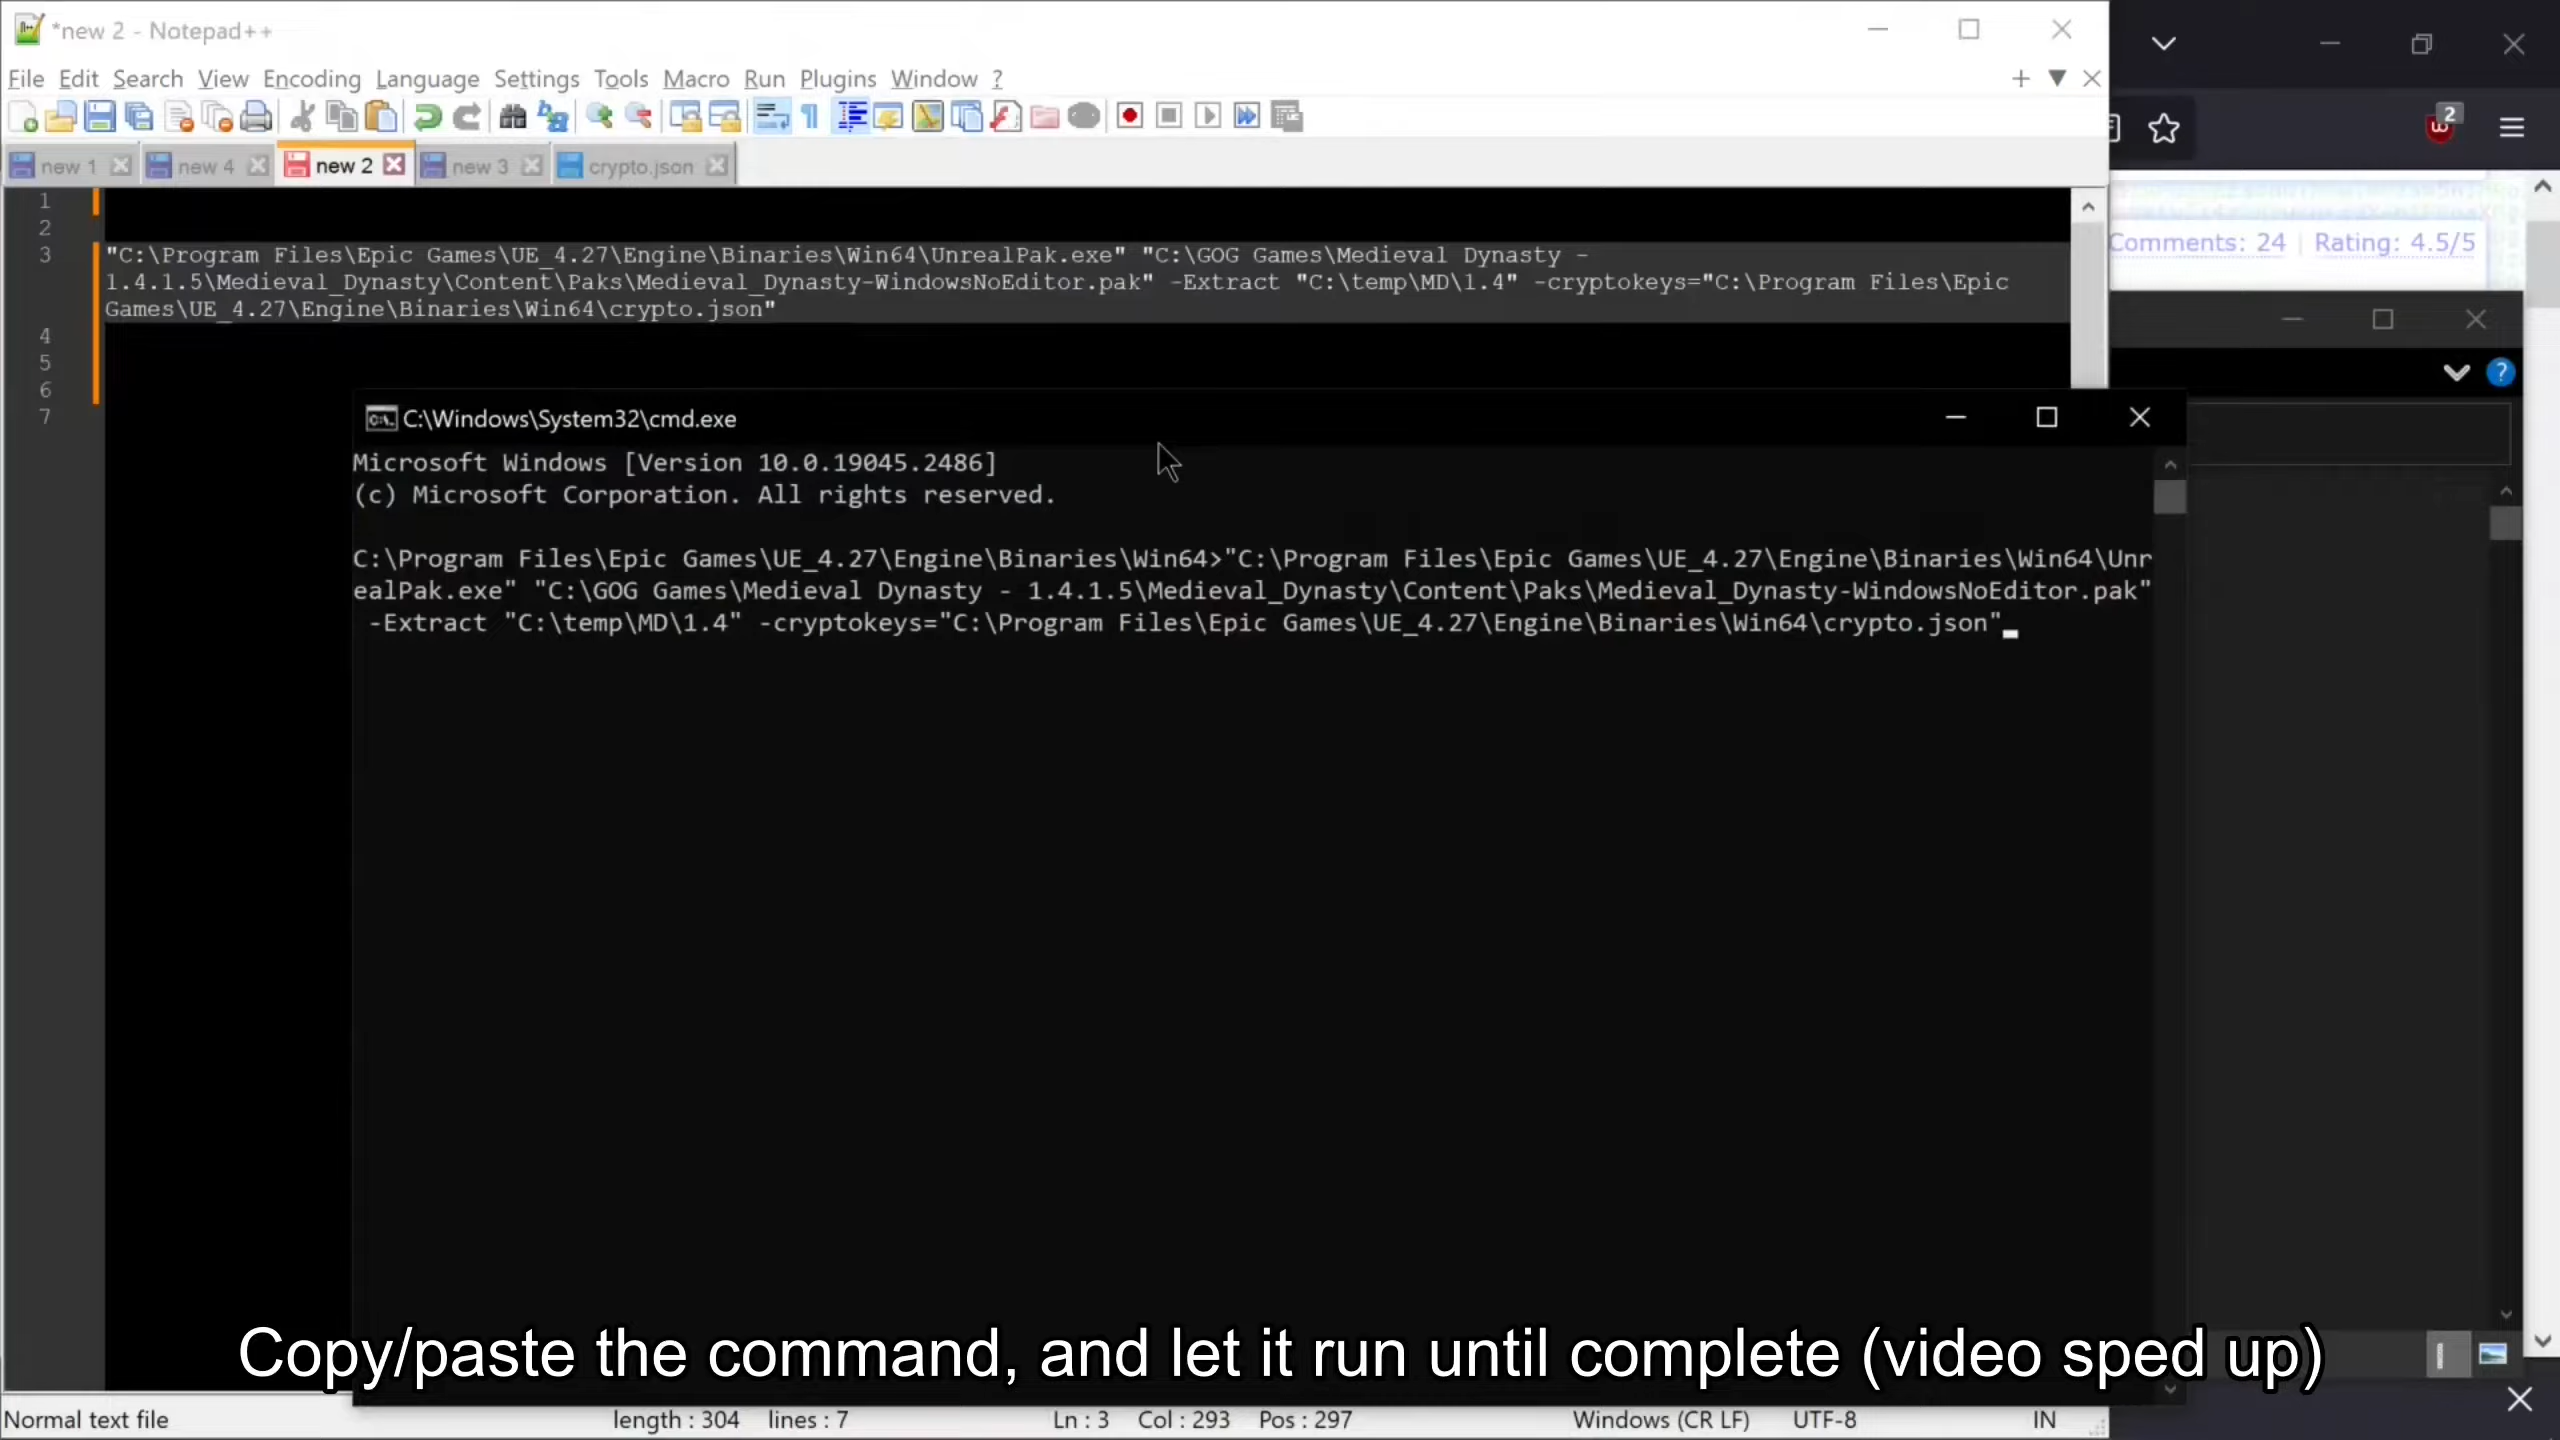 *new 2 - Notepad++
File Edit Search View Encoding Language Settings Tools Macro Run Plugins Window ?
2
new 1 new 4 new 2 new 3 crypto.json
1
2
3 "C:\Program Files\Epic Games\UE_4.27\Engine\Binaries\Win64\UnrealPak.exe" "C:\GOG Games\Medieval Dynasty -
1.4.1.5\Medieval_Dynasty\Content\Paks\Medieval_Dynasty-WindowsNoEditor.pak" -Extract "C:\temp\MD\1.4" -cryptokeys="C:\Program Files\Epic
Games\UE_4.27\Engine\Binaries\Win64\crypto.json"
4
5
6
7
Comments: 24 | Rating: 4.5/5
C:\Windows\System32\cmd.exe
Microsoft Windows [Version 10.0.19045.2486]
(c) Microsoft Corporation. All rights reserved.
C:\Program Files\Epic Games\UE_4.27\Engine\Binaries\Win64>"C:\Program Files\Epic Games\UE_4.27\Engine\Binaries\Win64\Unr
ealPak.exe" "C:\GOG Games\Medieval Dynasty - 1.4.1.5\Medieval_Dynasty\Content\Paks\Medieval_Dynasty-WindowsNoEditor.pak"
-Extract "C:\temp\MD\1.4" -cryptokeys="C:\Program Files\Epic Games\UE_4.27\Engine\Binaries\Win64\crypto.json"
Copy/paste the command, and let it run until complete (video sped up)
Normal text file length : 304 lines : 7 Ln : 3 Col : 293 Pos : 297 Windows (CR LF) UTF-8 IN